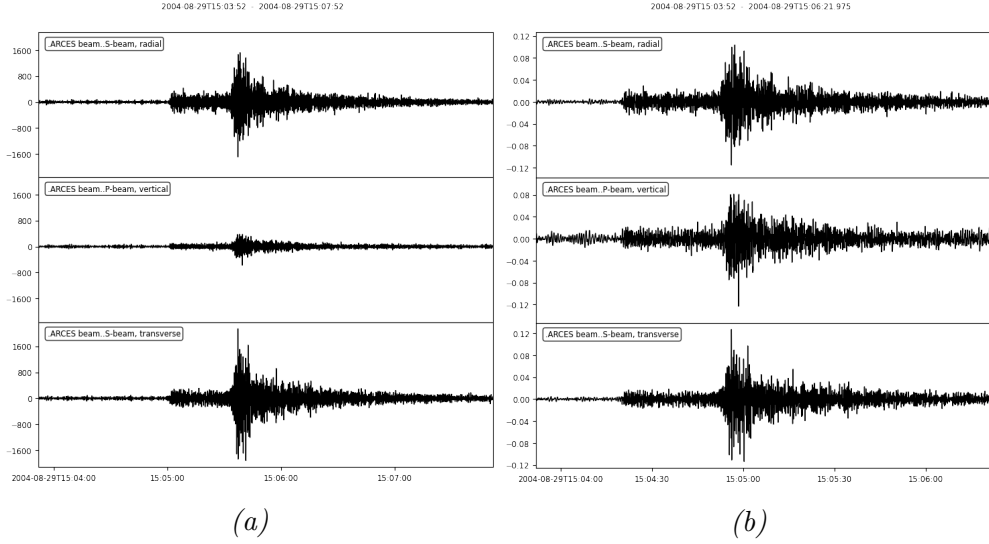 2004-08-29T15:03:52 - 2004-08-29T15:07:52
.ARCES beam..S-beam, radial
1600
800
0
−800
−1600
.ARCES beam..P-beam, vertical
1600
800
0
−800
−1600
.ARCES beam..S-beam, transverse
1600
800
0
−800
−1600
2004-08-29T15:04:00 15:05:00 15:06:00 15:07:00
(a)
2004-08-29T15:03:52 - 2004-08-29T15:06:21.975
.ARCES beam..S-beam, radial
0.12
0.08
0.04
0.00
−0.04
−0.08
−0.12
.ARCES beam..P-beam, vertical
0.08
0.04
0.00
−0.04
−0.08
−0.12
.ARCES beam..S-beam, transverse
0.12
0.08
0.04
0.00
−0.04
−0.08
−0.12
2004-08-29T15:04:00 15:04:30 15:05:00 15:05:30 15:06:00
(b)